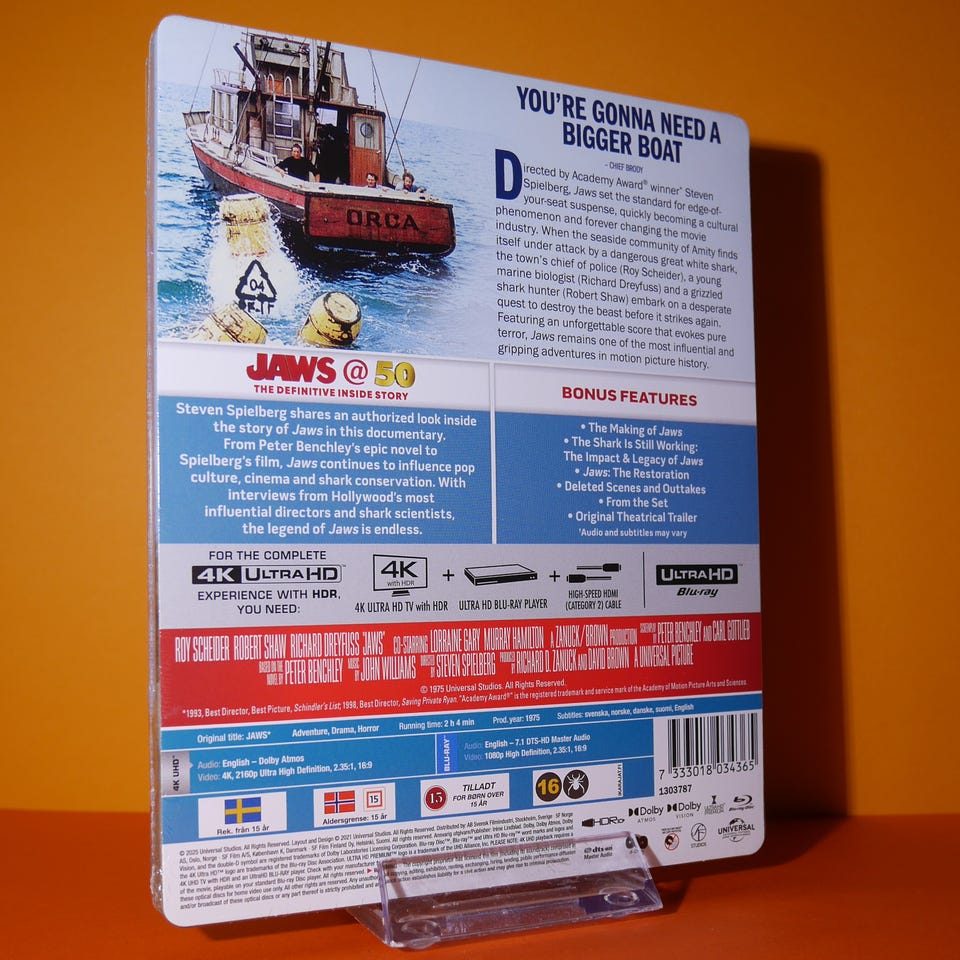 ORCA
04
YOU'RE GONNA NEED A
BIGGER BOAT
- CHIEF BRODY
Directed by Academy Award® winner* Steven
Spielberg, Jaws set the standard for edge-of-
your-seat suspense, quickly becoming a cultural
phenomenon and forever changing the movie
industry. When the seaside community of Amity finds
itself under attack by a dangerous great white shark,
the town's chief of police (Roy Scheider), a young
marine biologist (Richard Dreyfuss) and a grizzled
shark hunter (Robert Shaw) embark on a desperate
quest to destroy the beast before it strikes again.
Featuring an unforgettable score that evokes pure
terror, Jaws remains one of the most influential and
gripping adventures in motion picture history.
JAWS @ 50
THE DEFINITIVE INSIDE STORY
Steven Spielberg shares an authorized look inside
the story of Jaws in this documentary.
From Peter Benchley's epic novel to
Spielberg's film, Jaws continues to influence pop
culture, cinema and shark conservation. With
interviews from Hollywood's most
influential directors and shark scientists,
the legend of Jaws is endless.
BONUS FEATURES
• The Making of Jaws
• The Shark Is Still Working:
The Impact & Legacy of Jaws
• Jaws: The Restoration
• Deleted Scenes and Outtakes
• From the Set
• Original Theatrical Trailer
*Audio and subtitles may vary
FOR THE COMPLETE
4K ULTRA HD
EXPERIENCE WITH HDR,
YOU NEED:
4K with HDR
4K ULTRA HD TV with HDR
+
ULTRA HD BLU-RAY PLAYER
+
HIGH-SPEED HDMI
(CATEGORY 2) CABLE
ULTRA HD
Blu-ray
ROY SCHEIDER ROBERT SHAW RICHARD DREYFUSS 'JAWS' CO-STARRING LORRAINE GARY MURRAY HAMILTON A ZANUCK/BROWN PRODUCTION SCREENPLAY BY PETER BENCHLEY AND CARL GOTTLIEB
BASED ON THE NOVEL BY PETER BENCHLEY MUSIC BY JOHN WILLIAMS DIRECTED BY STEVEN SPIELBERG PRODUCED BY RICHARD D. ZANUCK AND DAVID BROWN A UNIVERSAL PICTURE
© 1975 Universal Studios. All Rights Reserved.
*1993, Best Director, Best Picture, Schindler's List; 1998, Best Director, Saving Private Ryan. "Academy Award®" is the registered trademark and service mark of the Academy of Motion Picture Arts and Sciences.
Original title: JAWS* Adventure, Drama, Horror Running time: 2 h 4 min Prod. year: 1975 Subtitles: svenska, norske, danske, suomi, English
4K UHD
Audio: English – Dolby Atmos
Video: 4K, 2160p Ultra High Definition, 2.35:1, 16:9
BLU-RAY
Audio: English – 7.1 DTS-HD Master Audio
Video: 1080p High Definition, 2.35:1, 16:9
7 333018 034365
1303787
Rek. från 15 år
15
Aldersgrense: 15 år
15
TILLADT
FOR BØRN OVER
15 ÅR
16
IKARAJAT.FI
HDR10+
Dolby
ATMOS
Dolby
VISION
ULTRA HD
PREMIUM
Blu-ray Disc
SF
STUDIOS
UNIVERSAL
dts-HD
Master Audio